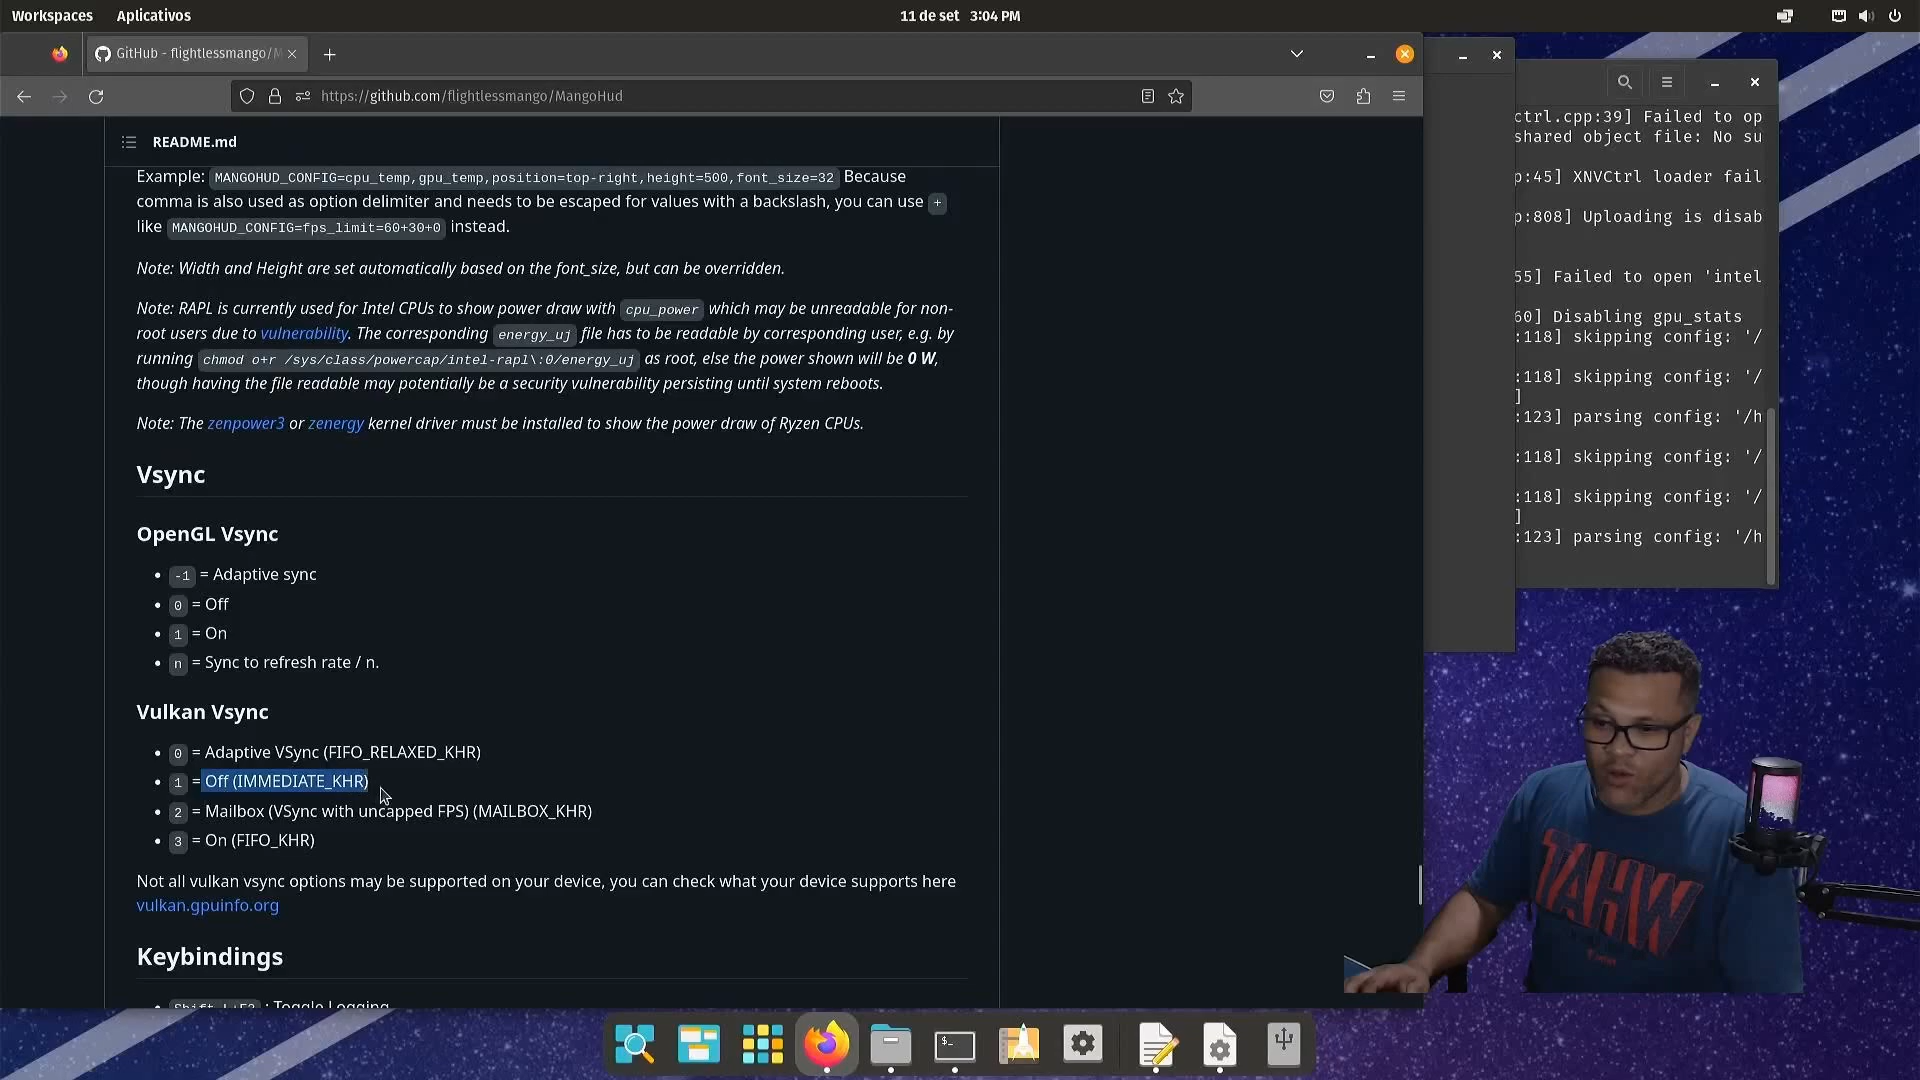 Workspaces Aplicativos 11 de set 3:04 PM
GitHub - flightlessmango/M
https://github.com/flightlessmango/MangoHud
README.md
Example: MANGOHUD_CONFIG=cpu_temp,gpu_temp,position=top-right,height=500,font_size=32 Because
comma is also used as option delimiter and needs to be escaped for values with a backslash, you can use +
like MANGOHUD_CONFIG=fps_limit=60+30+0 instead.
Note: Width and Height are set automatically based on the font_size, but can be overridden.
Note: RAPL is currently used for Intel CPUs to show power draw with cpu_power which may be unreadable for non-
root users due to vulnerability. The corresponding energy_uj file has to be readable by corresponding user, e.g. by
running chmod o+r /sys/class/powercap/intel-rapl\:0/energy_uj as root, else the power shown will be 0 W,
though having the file readable may potentially be a security vulnerability persisting until system reboots.
Note: The zenpower3 or zenergy kernel driver must be installed to show the power draw of Ryzen CPUs.
Vsync
OpenGL Vsync
-1 = Adaptive sync
0 = Off
1 = On
n = Sync to refresh rate / n.
Vulkan Vsync
0 = Adaptive VSync (FIFO_RELAXED_KHR)
1 = Off (IMMEDIATE_KHR)
2 = Mailbox (VSync with uncapped FPS) (MAILBOX_KHR)
3 = On (FIFO_KHR)
Not all vulkan vsync options may be supported on your device, you can check what your device supports here
vulkan.gpuinfo.org
Keybindings
: Toggle Logging
ctrl.cpp:39] Failed to op
shared object file: No su
p:45] XNVCtrl loader fail
p:808] Uploading is disab
55] Failed to open 'intel
60] Disabling gpu_stats
:118] skipping config: '/
:118] skipping config: '/
]
:123] parsing config: '/h
:118] skipping config: '/
:118] skipping config: '/
]
:123] parsing config: '/h
TAHW